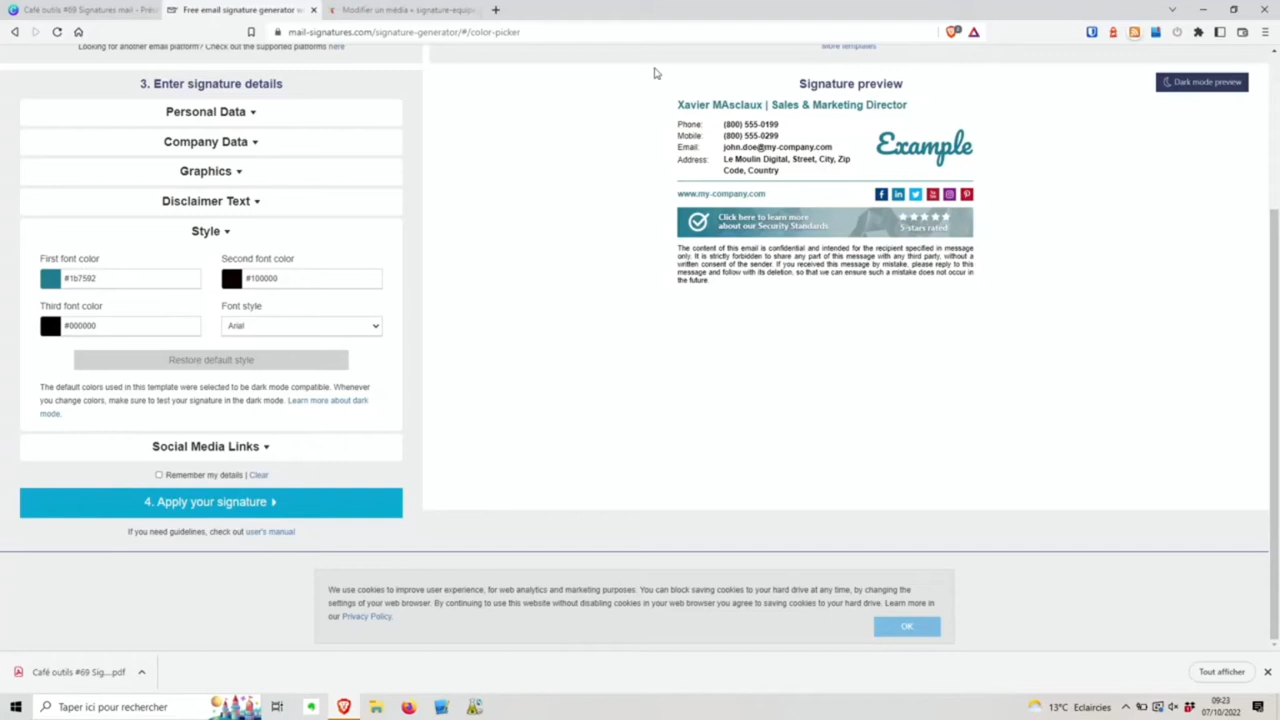 Café outils #69 Signatures mail - Prés
Free email signature generator w
Modifier un média « signature-equip
mail-signatures.com/signature-generator/#/color-picker
Looking for another email platform? Check out the supported platforms here
More templates
3. Enter signature details
Personal Data
Company Data
Graphics
Disclaimer Text
Style
First font color
Second font color
#1b7592
#100000
Third font color
Font style
#000000
Arial
Restore default style
The default colors used in this template were selected to be dark mode compatible. Whenever
you change colors, make sure to test your signature in the dark mode. Learn more about dark
mode.
Social Media Links
Remember my details | Clear
4. Apply your signature
If you need guidelines, check out user's manual
Signature preview
Dark mode preview
Xavier MAsclaux | Sales & Marketing Director
Phone: (800) 555-0199
Mobile: (800) 555-0299
Email: john.doe@my-company.com
Address: Le Moulin Digital, Street, City, Zip
Code, Country
Example
www.my-company.com
Click here to learn more
about our Security Standards
5-stars rated
The content of this email is confidential and intended for the recipient specified in message
only. It is strictly forbidden to share any part of this message with any third party, without a
written consent of the sender. If you received this message by mistake, please reply to this
message and follow with its deletion, so that we can ensure such a mistake does not occur in
the future.
We use cookies to improve user experience, for web analytics and marketing purposes. You can block saving cookies to your hard drive at any time, by changing the
settings of your web browser. By continuing to use this website without disabling cookies in your web browser you agree to saving cookies to your hard drive. Learn more in
our Privacy Policy.
OK
Café outils #69 Sig....pdf
Tout afficher
Taper ici pour rechercher
13°C Eclaircies
09:23
07/10/2022